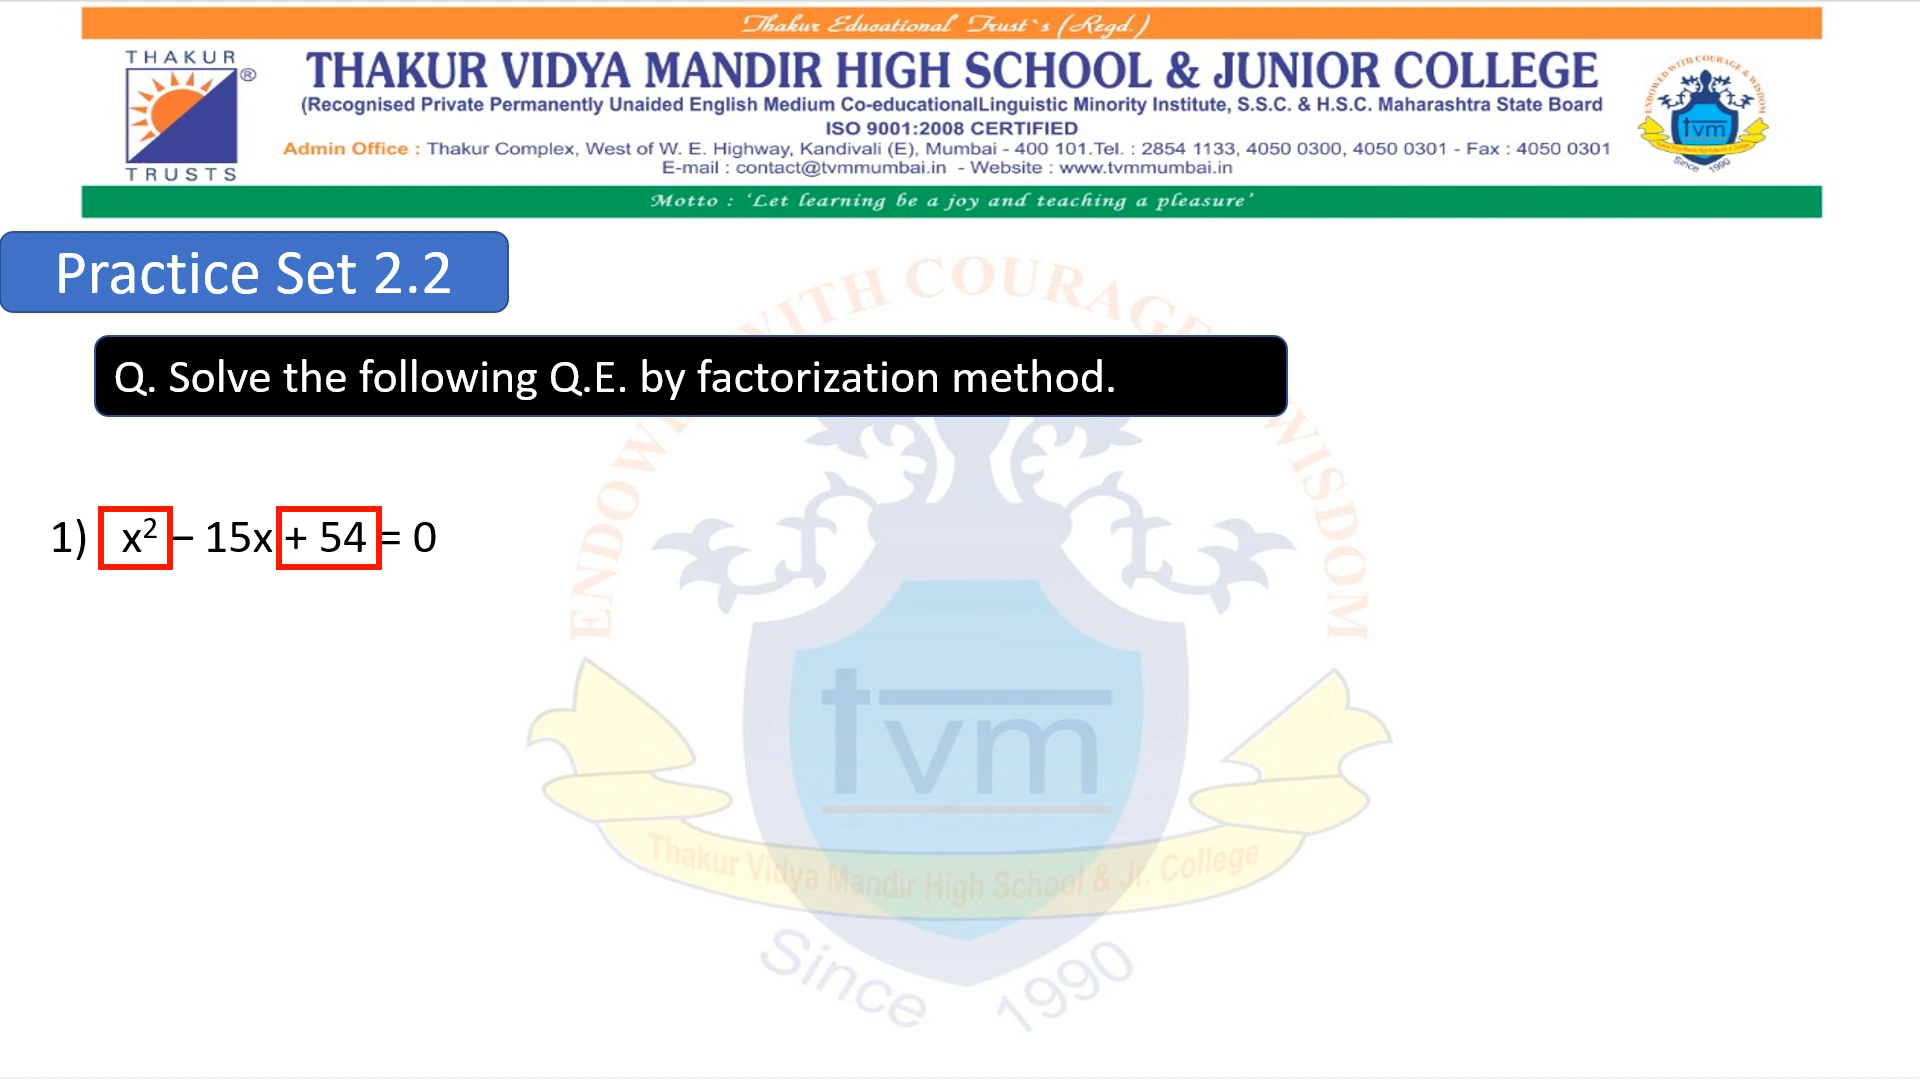 Thakur Educational Trust`s (Regd.)
THAKUR
TRUSTS
®
THAKUR VIDYA MANDIR HIGH SCHOOL & JUNIOR COLLEGE
(Recognised Private Permanently Unaided English Medium Co-educationalLinguistic Minority Institute, S.S.C. & H.S.C. Maharashtra State Board
ISO 9001:2008 CERTIFIED
Admin Office : Thakur Complex, West of W. E. Highway, Kandivali (E), Mumbai - 400 101.Tel. : 2854 1133, 4050 0300, 4050 0301 - Fax : 4050 0301
E-mail : contact@tvmmumbai.in - Website : www.tvmmumbai.in
ENDOWED WITH COURAGE & WISDOM
tvm
Since 1990
Motto : ‘Let learning be a joy and teaching a pleasure’
Practice Set 2.2
Q. Solve the following Q.E. by factorization method.
1) x² – 15x + 54 = 0
WITH COURAGE
WISDOM
tvm
Thakur Vidya Mandir High School & Jr. College
Since 1990